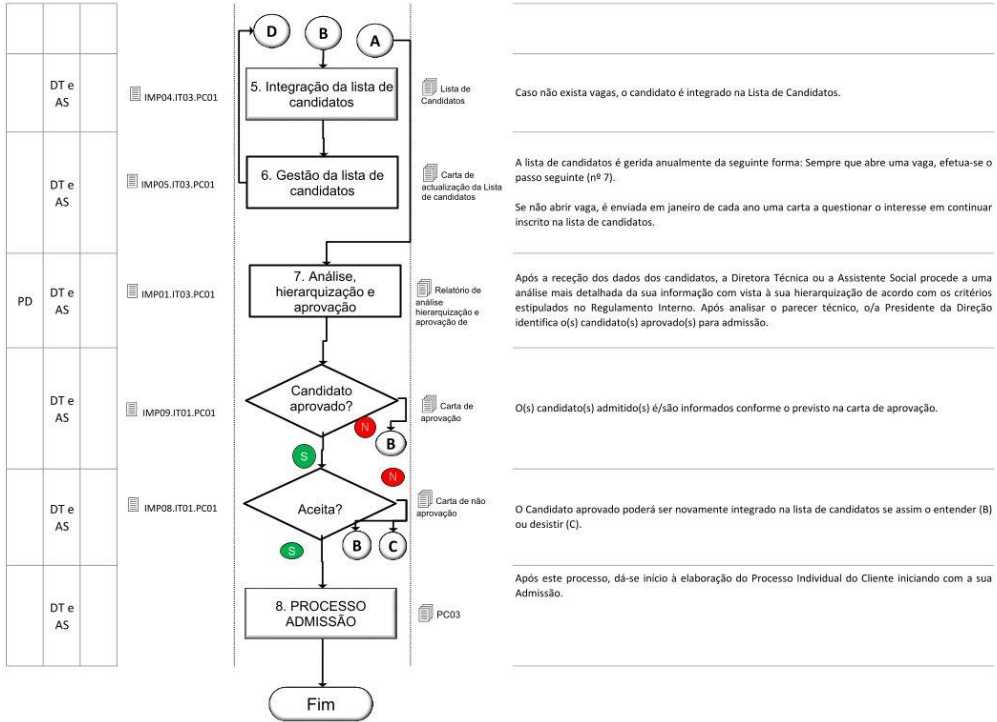 D
B
A
DT e
AS
IMP04.IT03.PC01
5. Integração da lista de
candidatos
Lista de
Candidatos
Caso não exista vagas, o candidato é integrado na Lista de Candidatos.
DT e
AS
IMP05.IT03.PC01
6. Gestão da lista de
candidatos
Carta de
actualização da Lista
de candidatos
A lista de candidatos é gerida anualmente da seguinte forma: Sempre que abre uma vaga, efetua-se o
passo seguinte (nº 7).
Se não abrir vaga, é enviada em janeiro de cada ano uma carta a questionar o interesse em continuar
inscrito na lista de candidatos.
PD
DT e
AS
IMP01.IT03.PC01
7. Análise,
hierarquização e
aprovação
Relatório de
análise
hierarquização e
aprovação de
Após a receção dos dados dos candidatos, a Diretora Técnica ou a Assistente Social procede a uma
análise mais detalhada da sua informação com vista à sua hierarquização de acordo com os critérios
estipulados no Regulamento Interno. Após analisar o parecer técnico, o/a Presidente da Direção
identifica o(s) candidato(s) aprovado(s) para admissão.
DT e
AS
IMP09.IT01.PC01
Candidato
aprovado?
N
B
S
Carta de
aprovação
O(s) candidato(s) admitido(s) é/são informados conforme o previsto na carta de aprovação.
DT e
AS
IMP08.IT01.PC01
Aceita?
N
B
C
S
Carta de não
aprovação
O Candidato aprovado poderá ser novamente integrado na lista de candidatos se assim o entender (B)
ou desistir (C).
DT e
AS
8. PROCESSO
ADMISSÃO
PC03
Após este processo, dá-se início à elaboração do Processo Individual do Cliente iniciando com a sua
Admissão.
Fim